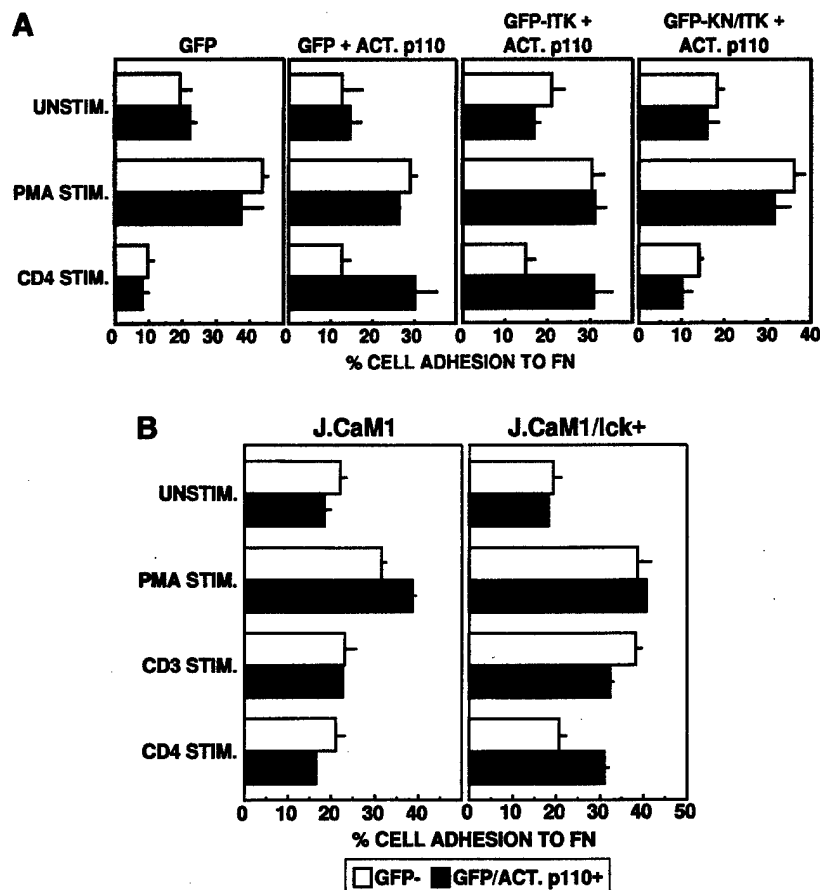 A
GFP
GFP + ACT. p110
GFP-ITK +
ACT. p110
GFP-KN/ITK +
ACT. p110
UNSTIM.
PMA STIM.
CD4 STIM.
0 10 20 30 40
0 10 20 30
0 10 20 30
0 10 20 30 40
% CELL ADHESION TO FN
B
J.CaM1
J.CaM1/lck+
UNSTIM.
PMA STIM.
CD3 STIM.
CD4 STIM.
0 10 20 30 40
0 10 20 30 40 50
% CELL ADHESION TO FN
GFP- GFP/ACT. p110+